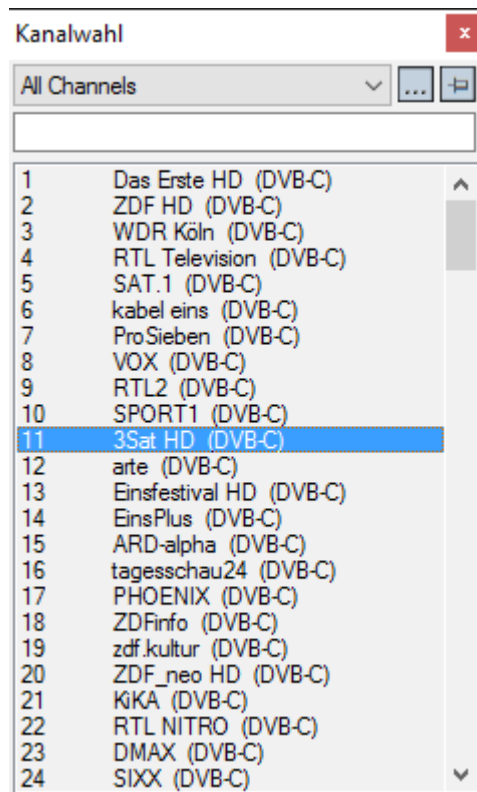 Kanalwahl
x
All Channels
...
1 Das Erste HD (DVB-C)
2 ZDF HD (DVB-C)
3 WDR Köln (DVB-C)
4 RTL Television (DVB-C)
5 SAT.1 (DVB-C)
6 kabel eins (DVB-C)
7 ProSieben (DVB-C)
8 VOX (DVB-C)
9 RTL2 (DVB-C)
10 SPORT1 (DVB-C)
11 3Sat HD (DVB-C)
12 arte (DVB-C)
13 Einsfestival HD (DVB-C)
14 EinsPlus (DVB-C)
15 ARD-alpha (DVB-C)
16 tagesschau24 (DVB-C)
17 PHOENIX (DVB-C)
18 ZDFinfo (DVB-C)
19 zdf.kultur (DVB-C)
20 ZDF_neo HD (DVB-C)
21 KiKA (DVB-C)
22 RTL NITRO (DVB-C)
23 DMAX (DVB-C)
24 SIXX (DVB-C)